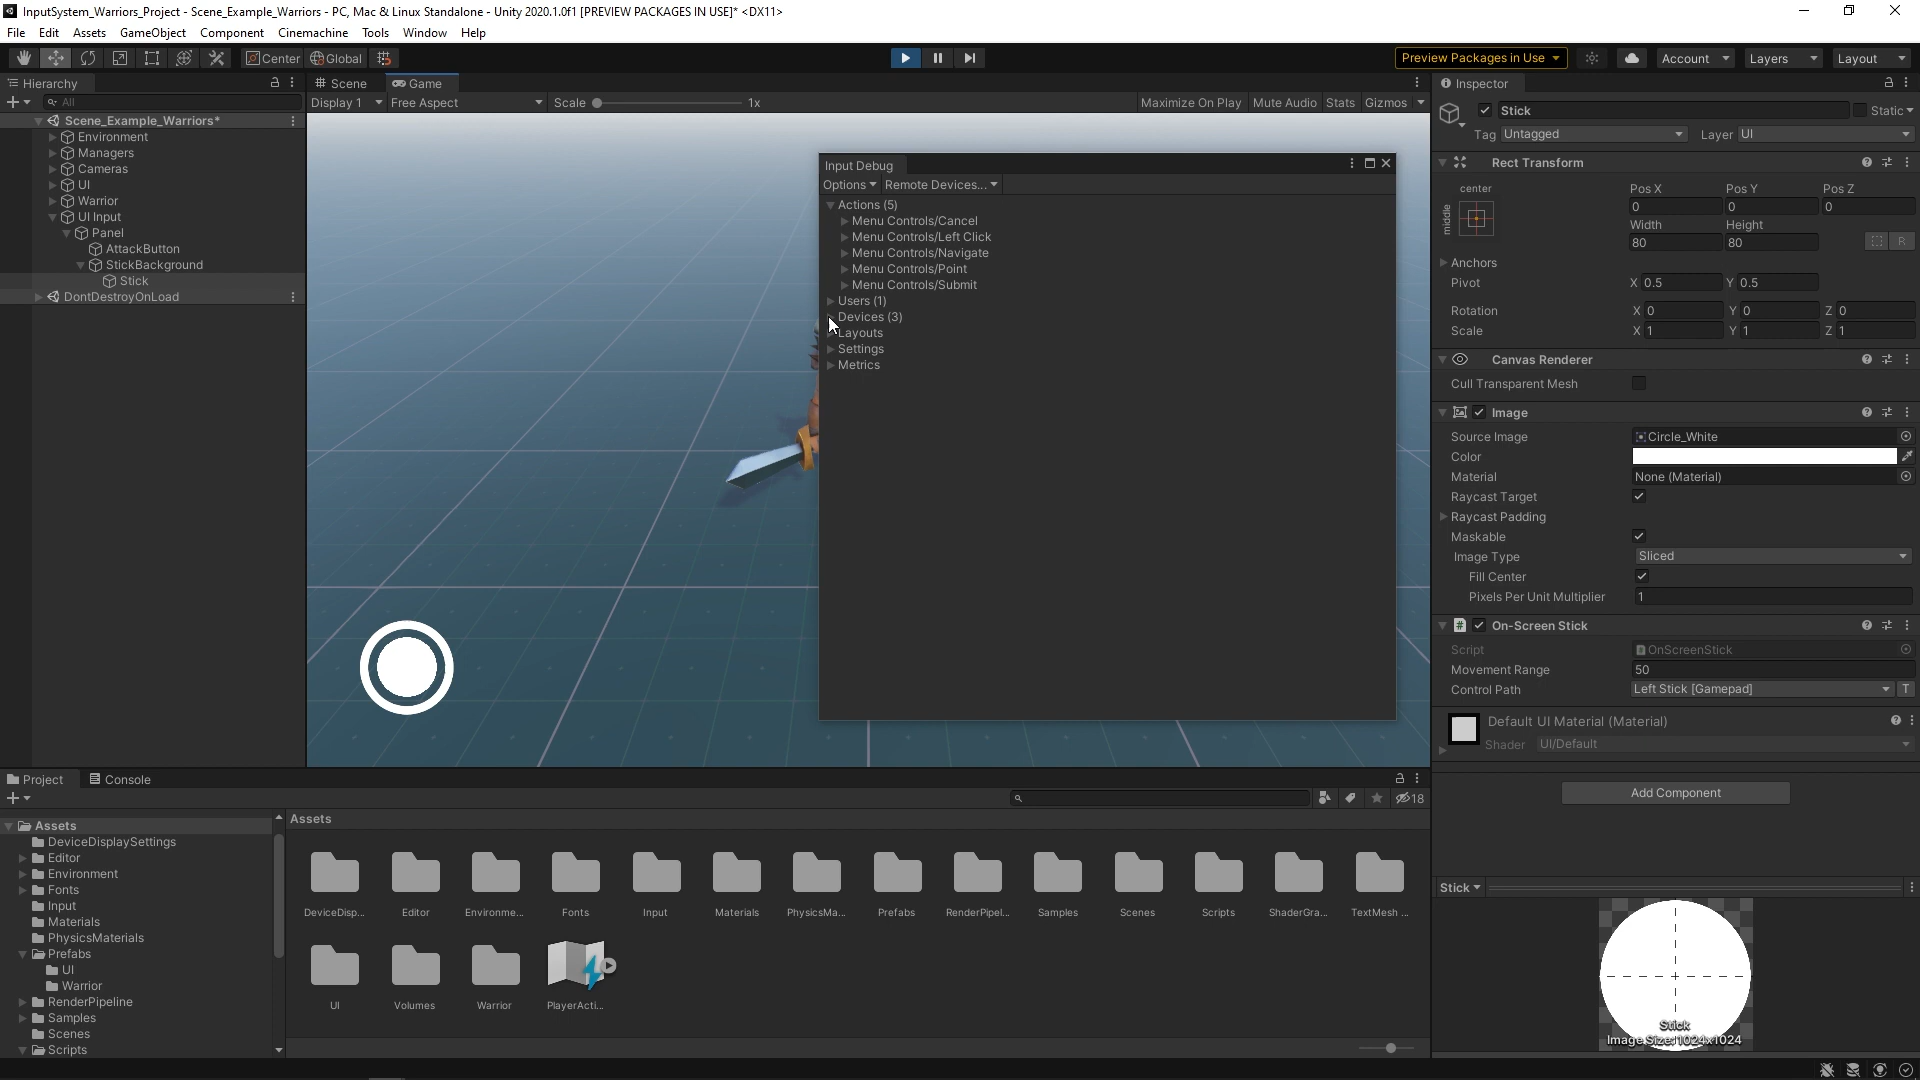 InputSystem_Warriors_Project - Scene_Example_Warriors - PC, Mac & Linux Standalone - Unity 2020.1.0f1 [PREVIEW PACKAGES IN USE]* <DX11>
File Edit Assets GameObject Component Cinemachine Tools Window Help
Center Global Preview Packages in Use Account Layers Layout
Hierarchy
All
Scene_Example_Warriors*
Environment
Managers
Cameras
UI
Warrior
UI Input
Panel
AttackButton
StickBackground
Stick
DontDestroyOnLoad
Scene Game
Display 1 Free Aspect Scale 1x Maximize On Play Mute Audio Stats Gizmos
Input Debug
Options Remote Devices...
Actions (5)
Menu Controls/Cancel
Menu Controls/Left Click
Menu Controls/Navigate
Menu Controls/Point
Menu Controls/Submit
Users (1)
Devices (3)
Layouts
Settings
Metrics
Inspector
Stick Static
Tag Untagged Layer UI
Rect Transform
center
middle
Pos X Pos Y Pos Z
0 0 0
Width Height
80 80 R
Anchors
Pivot X 0.5 Y 0.5
Rotation X 0 Y 0 Z 0
Scale X 1 Y 1 Z 1
Canvas Renderer
Cull Transparent Mesh
Image
Source Image Circle_White
Color
Material None (Material)
Raycast Target
Raycast Padding
Maskable
Image Type Sliced
Fill Center
Pixels Per Unit Multiplier 1
On-Screen Stick
Script OnScreenStick
Movement Range 50
Control Path Left Stick [Gamepad] T
Default UI Material (Material)
Shader UI/Default
Add Component
Stick
Stick
Image Size: 1024x1024
Project Console
18
Assets
DeviceDisplaySettings
Editor
Environment
Fonts
Input
Materials
PhysicsMaterials
Prefabs
UI
Warrior
RenderPipeline
Samples
Scenes
Scripts
Assets
DeviceDisp... Editor Environme... Fonts Input Materials PhysicsMa... Prefabs RenderPipel... Samples Scenes Scripts ShaderGra... TextMesh ...
UI Volumes Warrior PlayerActi...